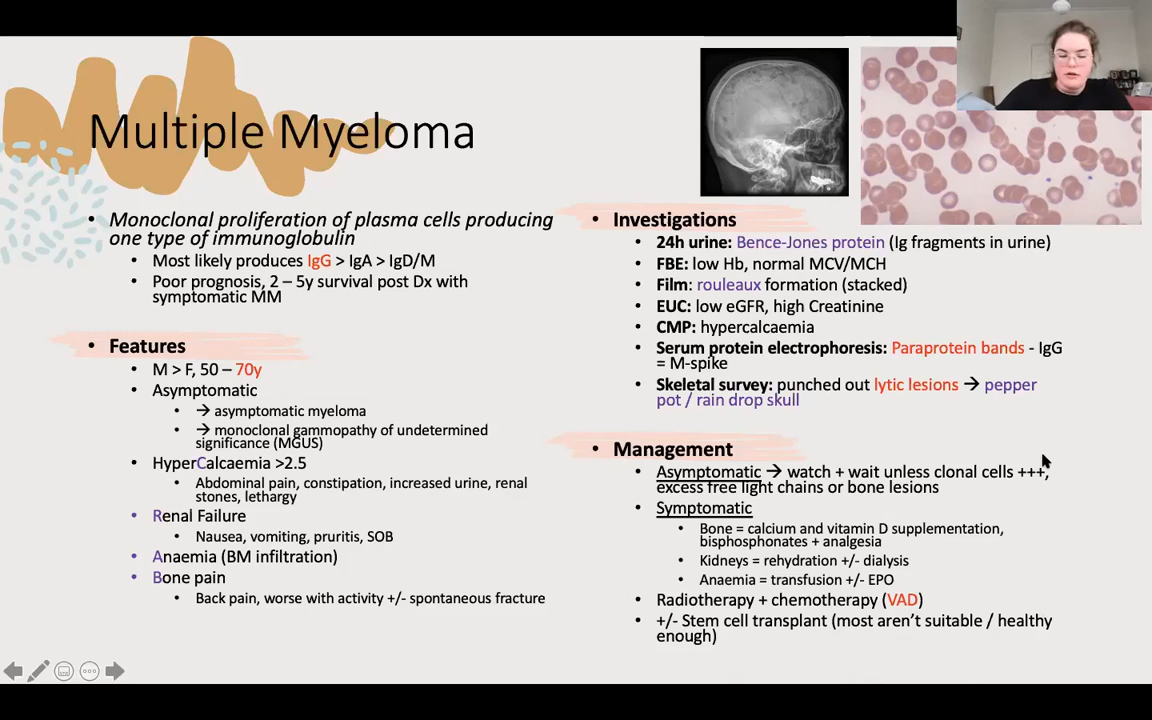 Multiple Myeloma
• Monoclonal proliferation of plasma cells producing
one type of immunoglobulin
• Most likely produces IgG > IgA > IgD/M
• Poor prognosis, 2 – 5y survival post Dx with
symptomatic MM
• Features
• M > F, 50 – 70y
• Asymptomatic
• → asymptomatic myeloma
• → monoclonal gammopathy of undetermined
significance (MGUS)
• HyperCalcaemia >2.5
• Abdominal pain, constipation, increased urine, renal
stones, lethargy
• Renal Failure
• Nausea, vomiting, pruritis, SOB
• Anaemia (BM infiltration)
• Bone pain
• Back pain, worse with activity +/- spontaneous fracture
• Investigations
• 24h urine: Bence-Jones protein (Ig fragments in urine)
• FBE: low Hb, normal MCV/MCH
• Film: rouleaux formation (stacked)
• EUC: low eGFR, high Creatinine
• CMP: hypercalcaemia
• Serum protein electrophoresis: Paraprotein bands - IgG
= M-spike
• Skeletal survey: punched out lytic lesions → pepper
pot / rain drop skull
• Management
• Asymptomatic → watch + wait unless clonal cells +++,
excess free light chains or bone lesions
• Symptomatic
• Bone = calcium and vitamin D supplementation,
bisphosphonates + analgesia
• Kidneys = rehydration +/- dialysis
• Anaemia = transfusion +/- EPO
• Radiotherapy + chemotherapy (VAD)
• +/- Stem cell transplant (most aren't suitable / healthy
enough)